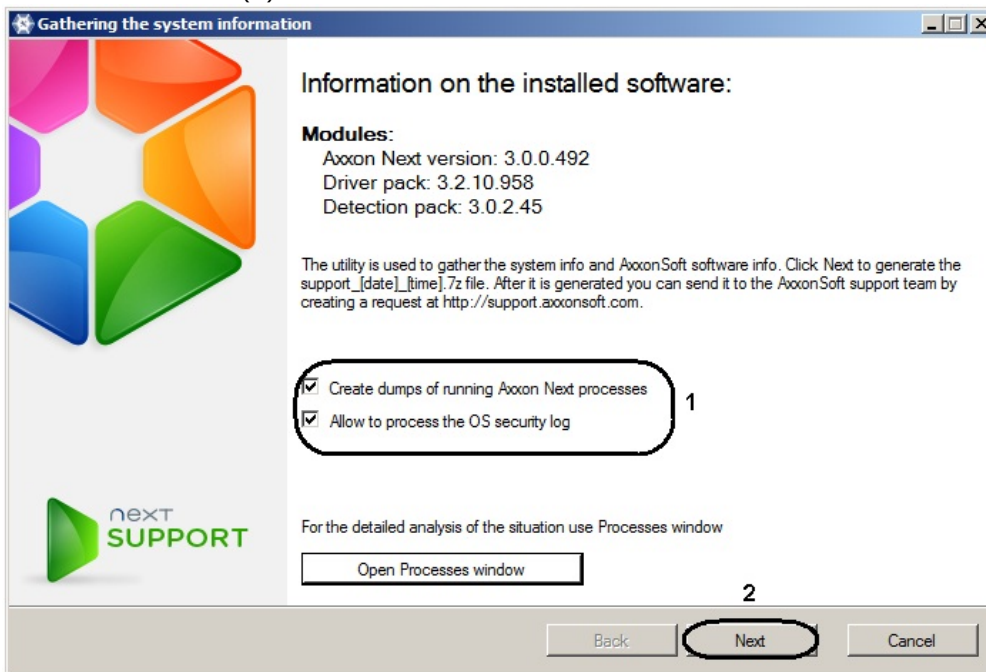 Gathering the system information
Information on the installed software:
Modules:
Axxon Next version: 3.0.0.492
Driver pack: 3.2.10.958
Detection pack: 3.0.2.45
The utility is used to gather the system info and AxxonSoft software info. Click Next to generate the
support_[date]_[time].7z file. After it is generated you can send it to the AxxonSoft support team by
creating a request at http://support.axxonsoft.com.
Create dumps of running Axxon Next processes
1
Allow to process the OS security log
next
SUPPORT
For the detailed analysis of the situation use Processes window
Open Processes window
2
Back Next Cancel